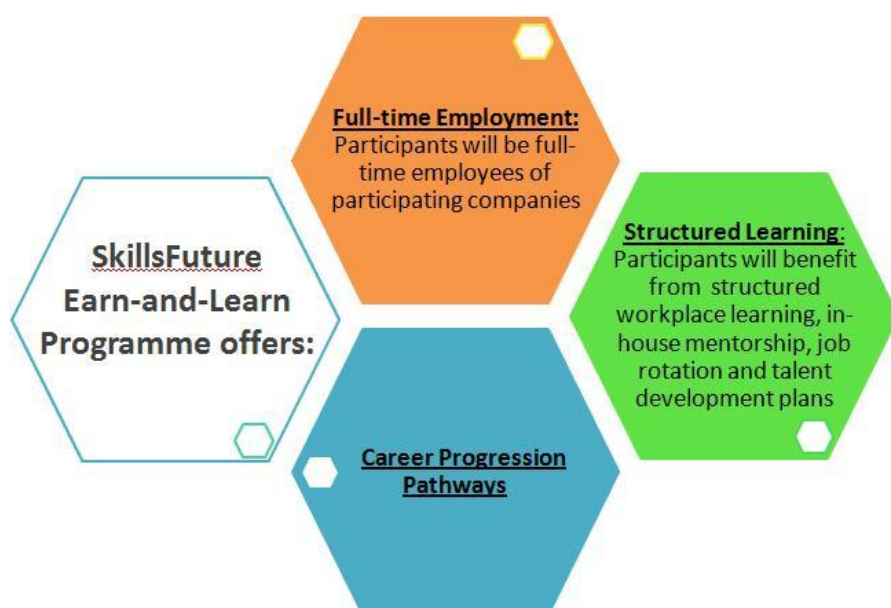 SkillsFuture
Earn-and-Learn
Programme offers:
Full-time Employment:
Participants will be full-
time employees of
participating companies
Structured Learning:
Participants will benefit
from structured
workplace learning, in-
house mentorship, job
rotation and talent
development plans
Career Progression
Pathways